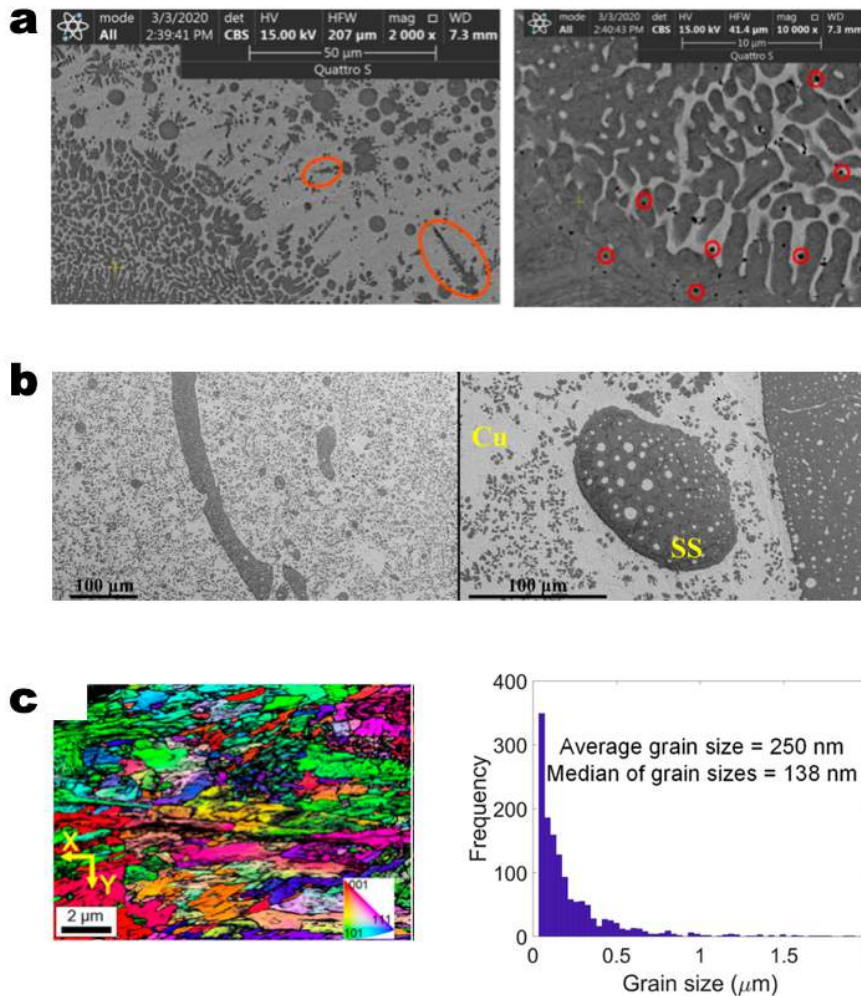 a
mode 3/3/2020 det HV HFW mag □ WD
All 2:39:41 PM CBS 15.00 kV 207 µm 2 000 x 7.3 mm
50 µm
Quattro S
mode 3/3/2020 det HV HFW mag □ WD
All 2:40:43 PM CBS 15.00 kV 41.4 µm 10 000 x 7.3 mm
10 µm
Quattro S
b
100 µm
Cu
SS
100 µm
c
X
Y
2 µm
001
111
101
400
300
200
100
0
Frequency
Average grain size = 250 nm
Median of grain sizes = 138 nm
0 0.5 1 1.5
Grain size (µm)